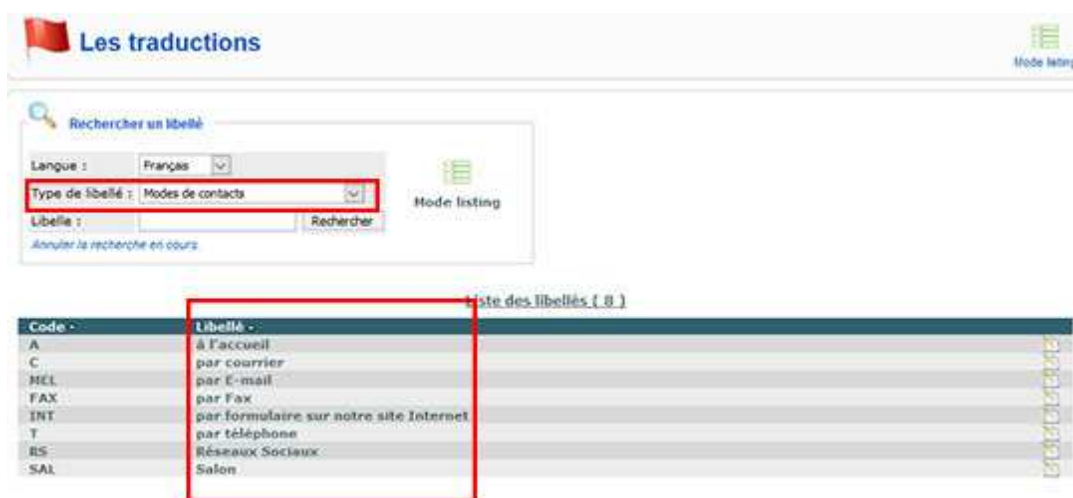 Les traductions
Mode listing
Rechercher un libellé
Langue : Français
Type de libellé : Modes de contacts
Mode listing
Libelle : Rechercher
Annuler la recherche en cours
Liste des libellés ( 8 )
Code - Libellé -
A à l'accueil
C par courrier
MEL par E-mail
FAX par Fax
INT par formulaire sur notre site Internet
T par téléphone
RS Réseaux Sociaux
SAL Salon